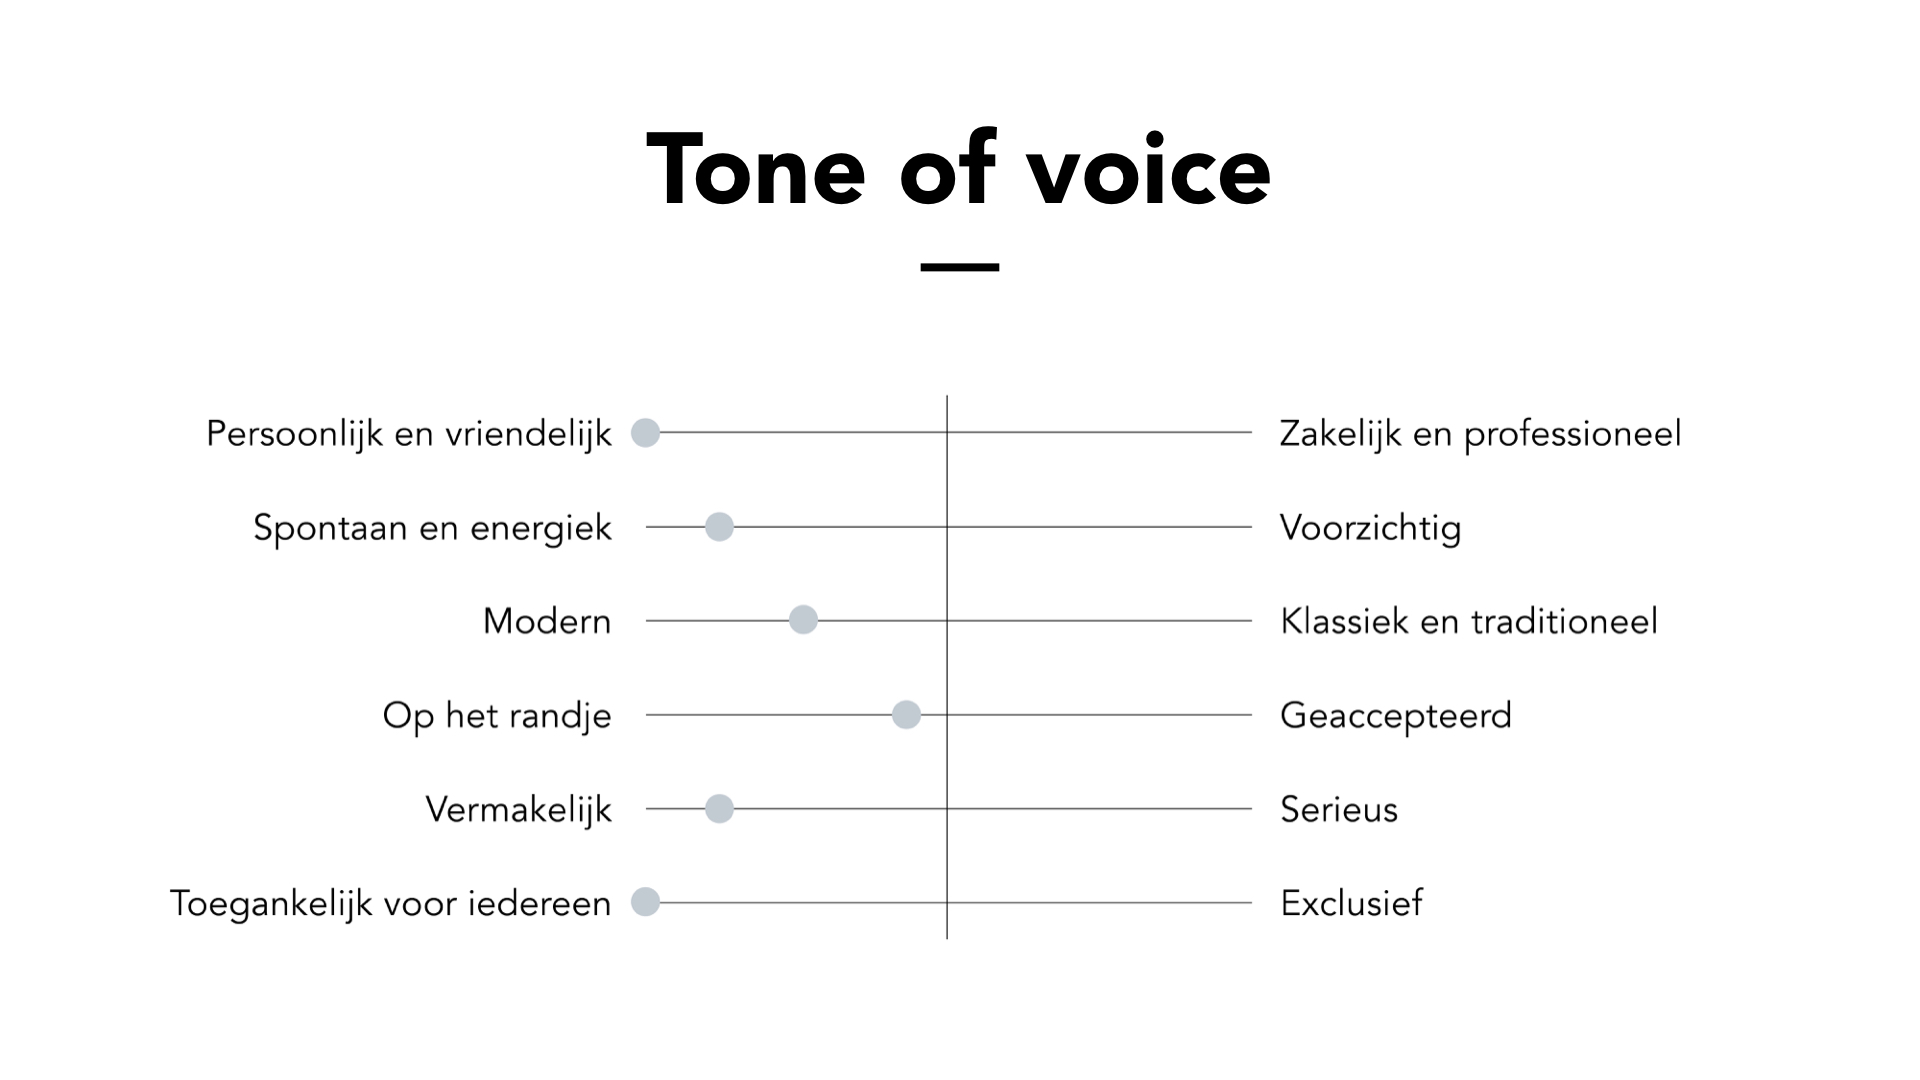 Tone of voice
Persoonlijk en vriendelijk Zakelijk en professioneel
Spontaan en energiek Voorzichtig
Modern Klassiek en traditioneel
Op het randje Geaccepteerd
Vermakelijk Serieus
Toegankelijk voor iedereen Exclusief